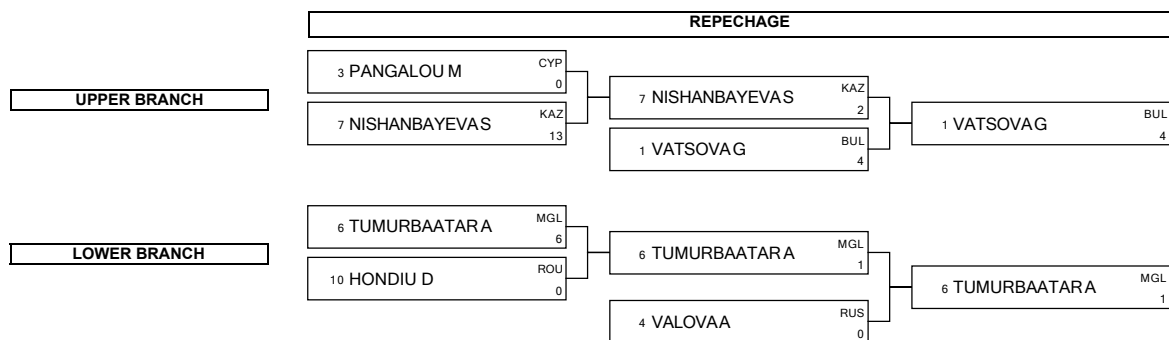 REPECHAGE
3 PANGALOU M CYP
0
UPPER BRANCH
7 NISHANBAYEVA S KAZ
13
7 NISHANBAYEVA S KAZ
2
1 VATSOVA G BUL
4
1 VATSOVA G BUL
4
LOWER BRANCH
6 TUMURBAATAR A MGL
6
10 HONDIU D ROU
0
6 TUMURBAATAR A MGL
1
4 VALOVA A RUS
0
6 TUMURBAATAR A MGL
1